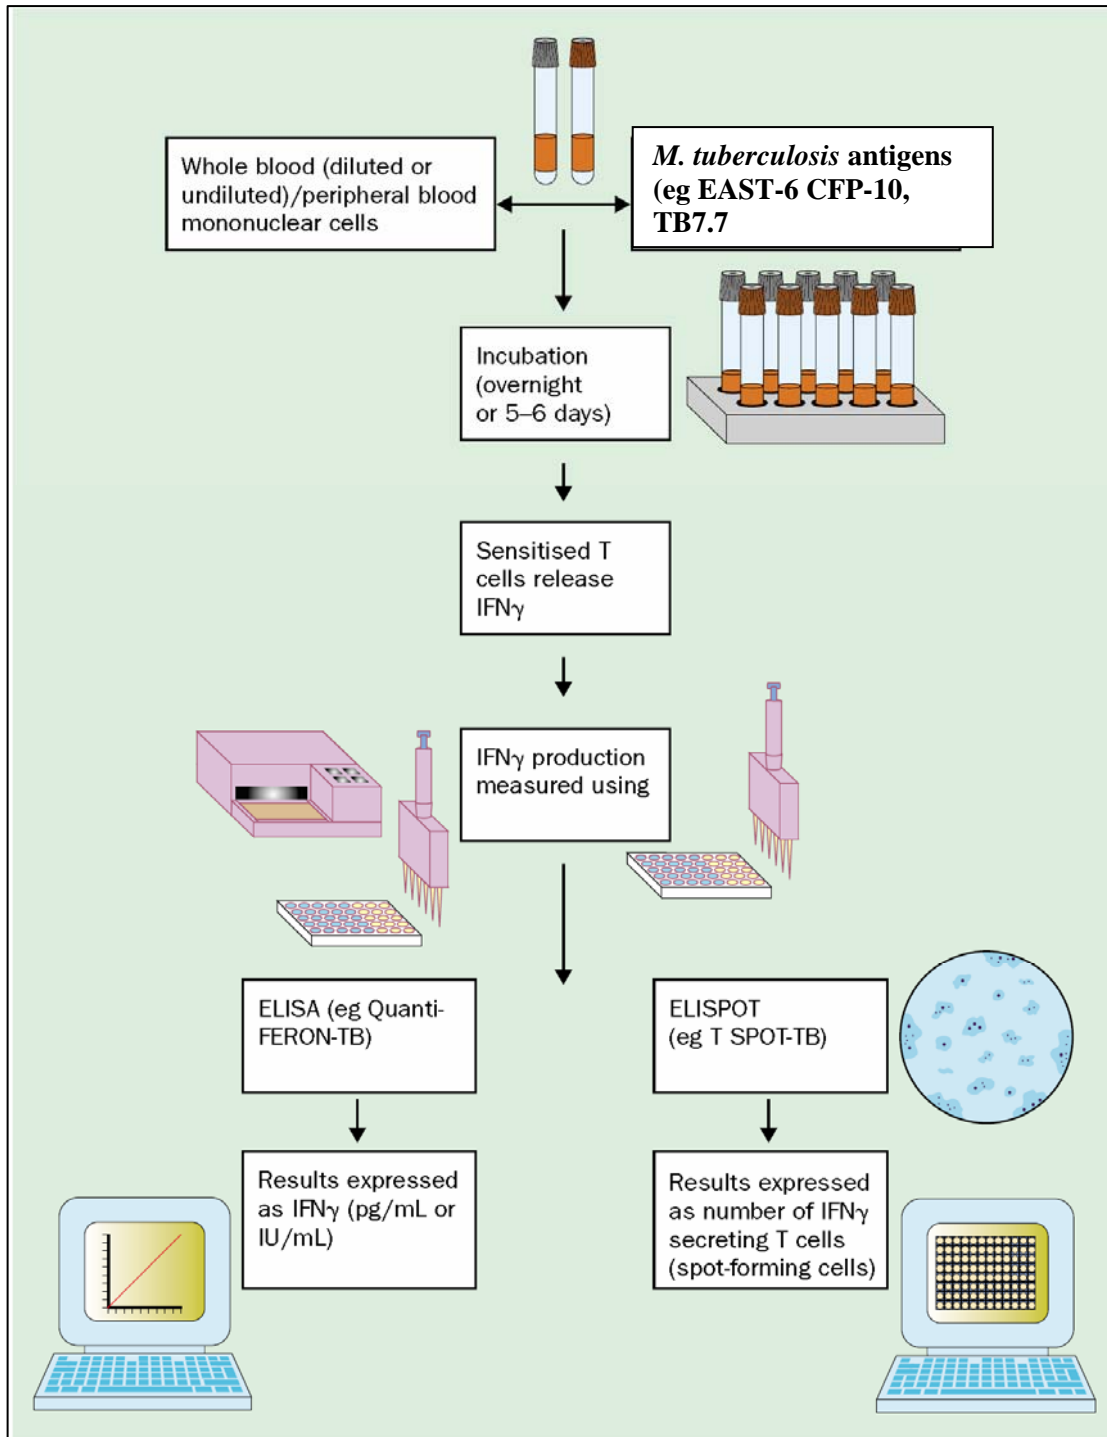 Whole blood (diluted or
undiluted)/peripheral blood
mononuclear cells
M. tuberculosis antigens
(eg EAST-6 CFP-10,
TB7.7
Incubation
(overnight
or 5–6 days)
Sensitised T
cells release
IFNγ
IFNγ production
measured using
ELISA (eg Quanti-
FERON-TB)
ELISPOT
(eg T SPOT-TB)
Results expressed
as IFNγ (pg/mL or
IU/mL)
Results expressed
as number of IFNγ
secreting T cells
(spot-forming cells)